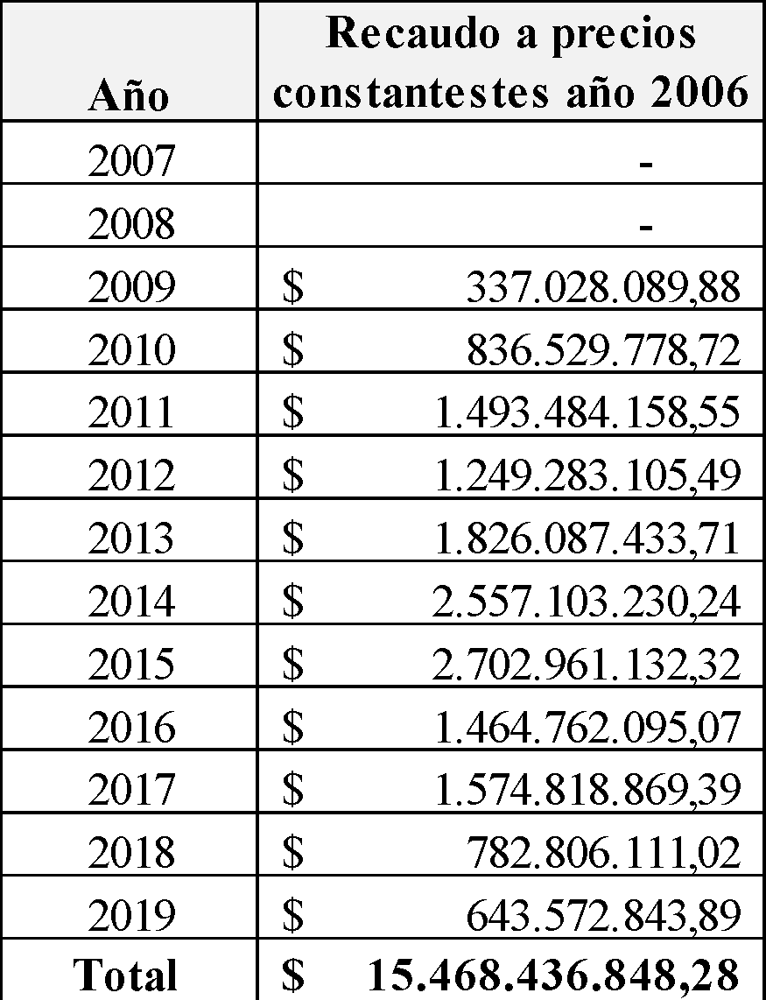 Año Recaudo a precios constantestes año 2006
2007 -
2008 -
2009 $ 337.028.089,88
2010 $ 836.529.778,72
2011 $ 1.493.484.158,55
2012 $ 1.249.283.105,49
2013 $ 1.826.087.433,71
2014 $ 2.557.103.230,24
2015 $ 2.702.961.132,32
2016 $ 1.464.762.095,07
2017 $ 1.574.818.869,39
2018 $ 782.806.111,02
2019 $ 643.572.843,89
Total $ 15.468.436.848,28